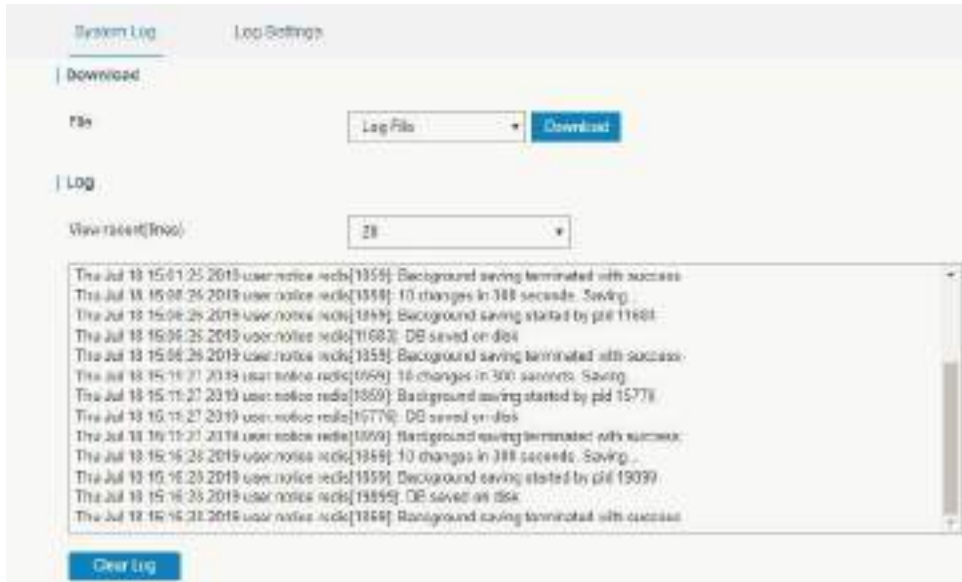 System Log Log Settings
Download
File Log File Download
Log
View recent(lines) 20
Thu Jul 18 15:01:25 2019 user.notice redis[1859]: Background saving terminated with success
Thu Jul 18 15:06:26 2019 user.notice redis[1859]: 10 changes in 300 seconds. Saving...
Thu Jul 18 15:06:26 2019 user.notice redis[1859]: Background saving started by pid
Thu Jul 18 15:06:26 2019 user.notice DB saved on disk
Thu Jul 18 15:06:26 2019 user.notice redis[1859]: Background saving terminated with success
Thu Jul 18 15:11:27 2019 user.notice redis[1859]: 10 changes in 300 seconds. Saving...
Thu Jul 18 15:11:27 2019 user.notice redis[1859]: Background saving started by pid 15776
Thu Jul 18 15:11:27 2019 user.notice redis[15776]: DB saved on disk
Thu Jul 18 15:11:27 2019 user.notice redis[1859]: Background saving terminated with success
Thu Jul 18 15:16:28 2019 user.notice redis[1859]: 10 changes in 300 seconds. Saving...
Thu Jul 18 15:16:28 2019 user.notice redis[1859]: Background saving started by pid
Thu Jul 18 15:16:28 2019 user.notice DB saved on disk
Thu Jul 18 15:16:28 2019 user.notice redis[1859]: Background saving terminated with success
Clear Log